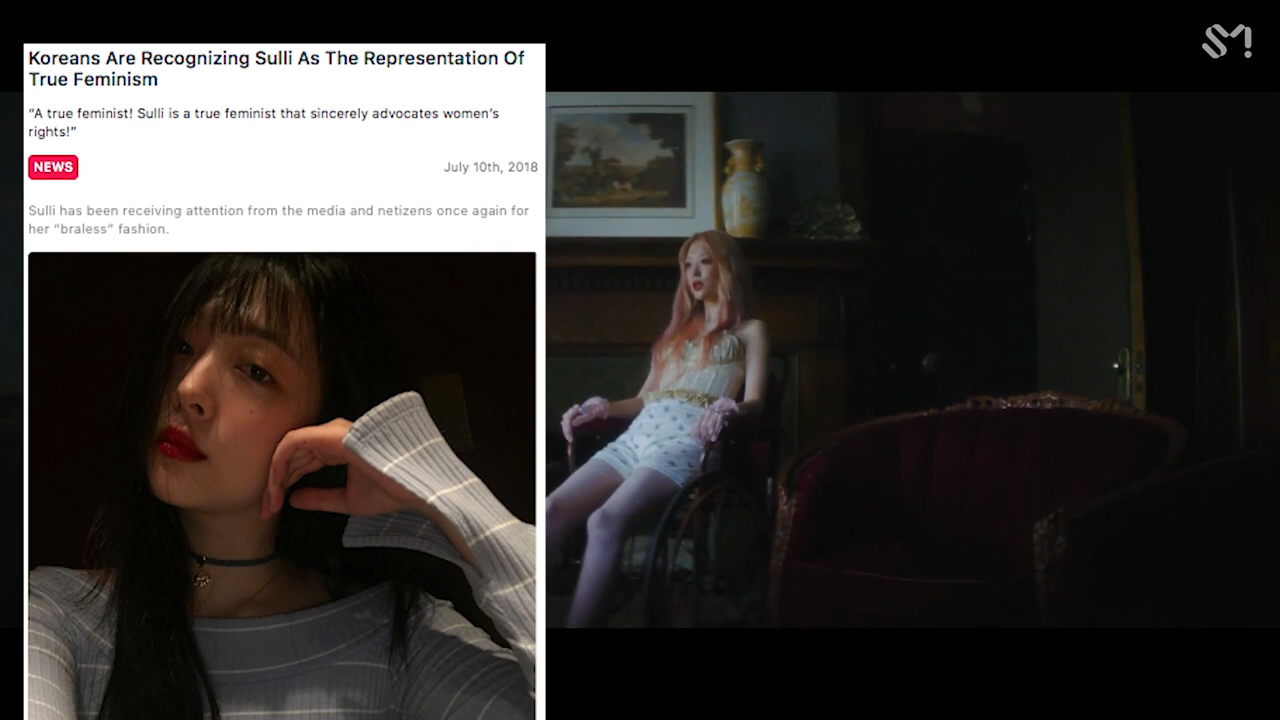 Koreans Are Recognizing Sulli As The Representation Of
True Feminism
“A true feminist! Sulli is a true feminist that sincerely advocates women’s
rights!”
NEWS
July 10th, 2018
Sulli has been receiving attention from the media and netizens once again for
her “braless” fashion.
SM!